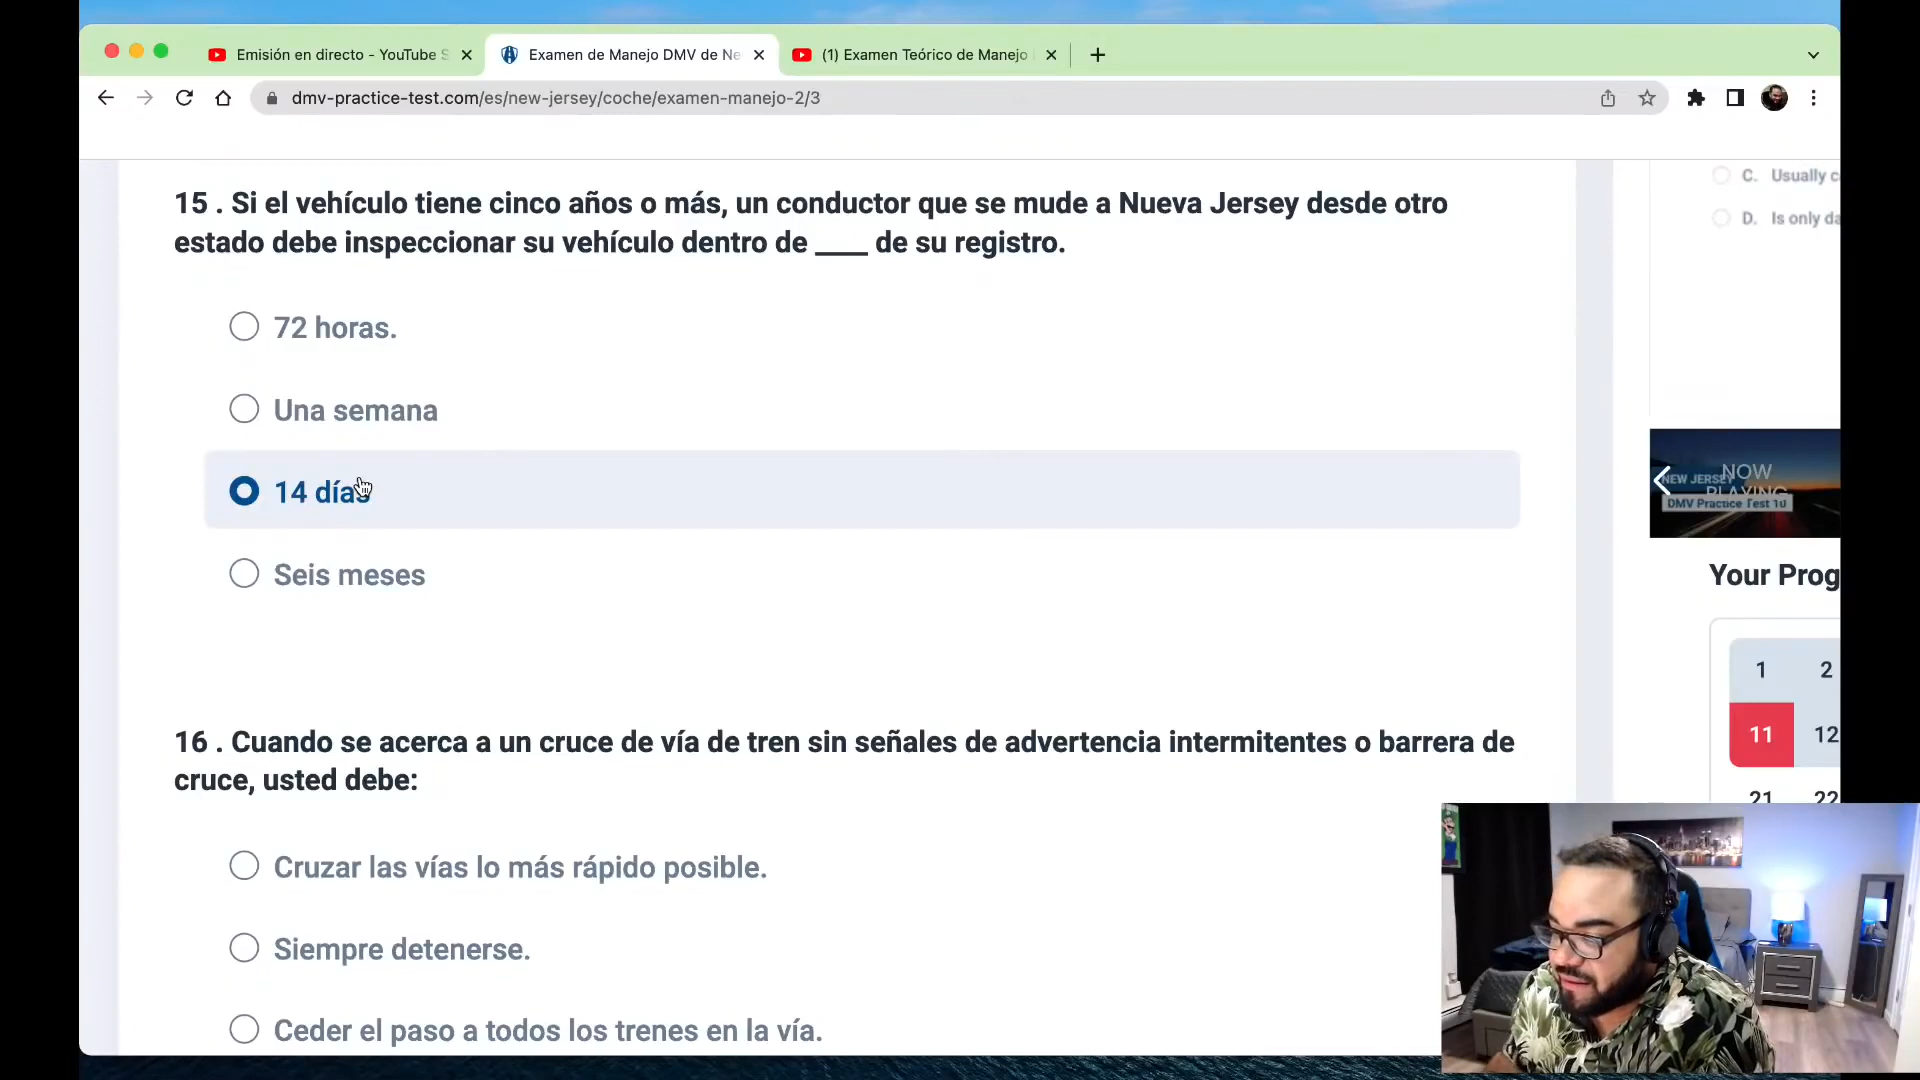 Emisión en directo - YouTube S
Examen de Manejo DMV de Ne
(1) Examen Teórico de Manejo
dmv-practice-test.com/es/new-jersey/coche/examen-manejo-2/3
15 . Si el vehículo tiene cinco años o más, un conductor que se mude a Nueva Jersey desde otro
estado debe inspeccionar su vehículo dentro de ____ de su registro.
72 horas.
Una semana
14 días
Seis meses
16 . Cuando se acerca a un cruce de vía de tren sin señales de advertencia intermitentes o barrera de
cruce, usted debe:
Cruzar las vías lo más rápido posible.
Siempre detenerse.
Ceder el paso a todos los trenes en la vía.
C. Usually c
D. Is only da
NOW
PLAYING
NEW JERSEY
DMV Practice Test 10
Your Prog
1 2
11 12
21 22